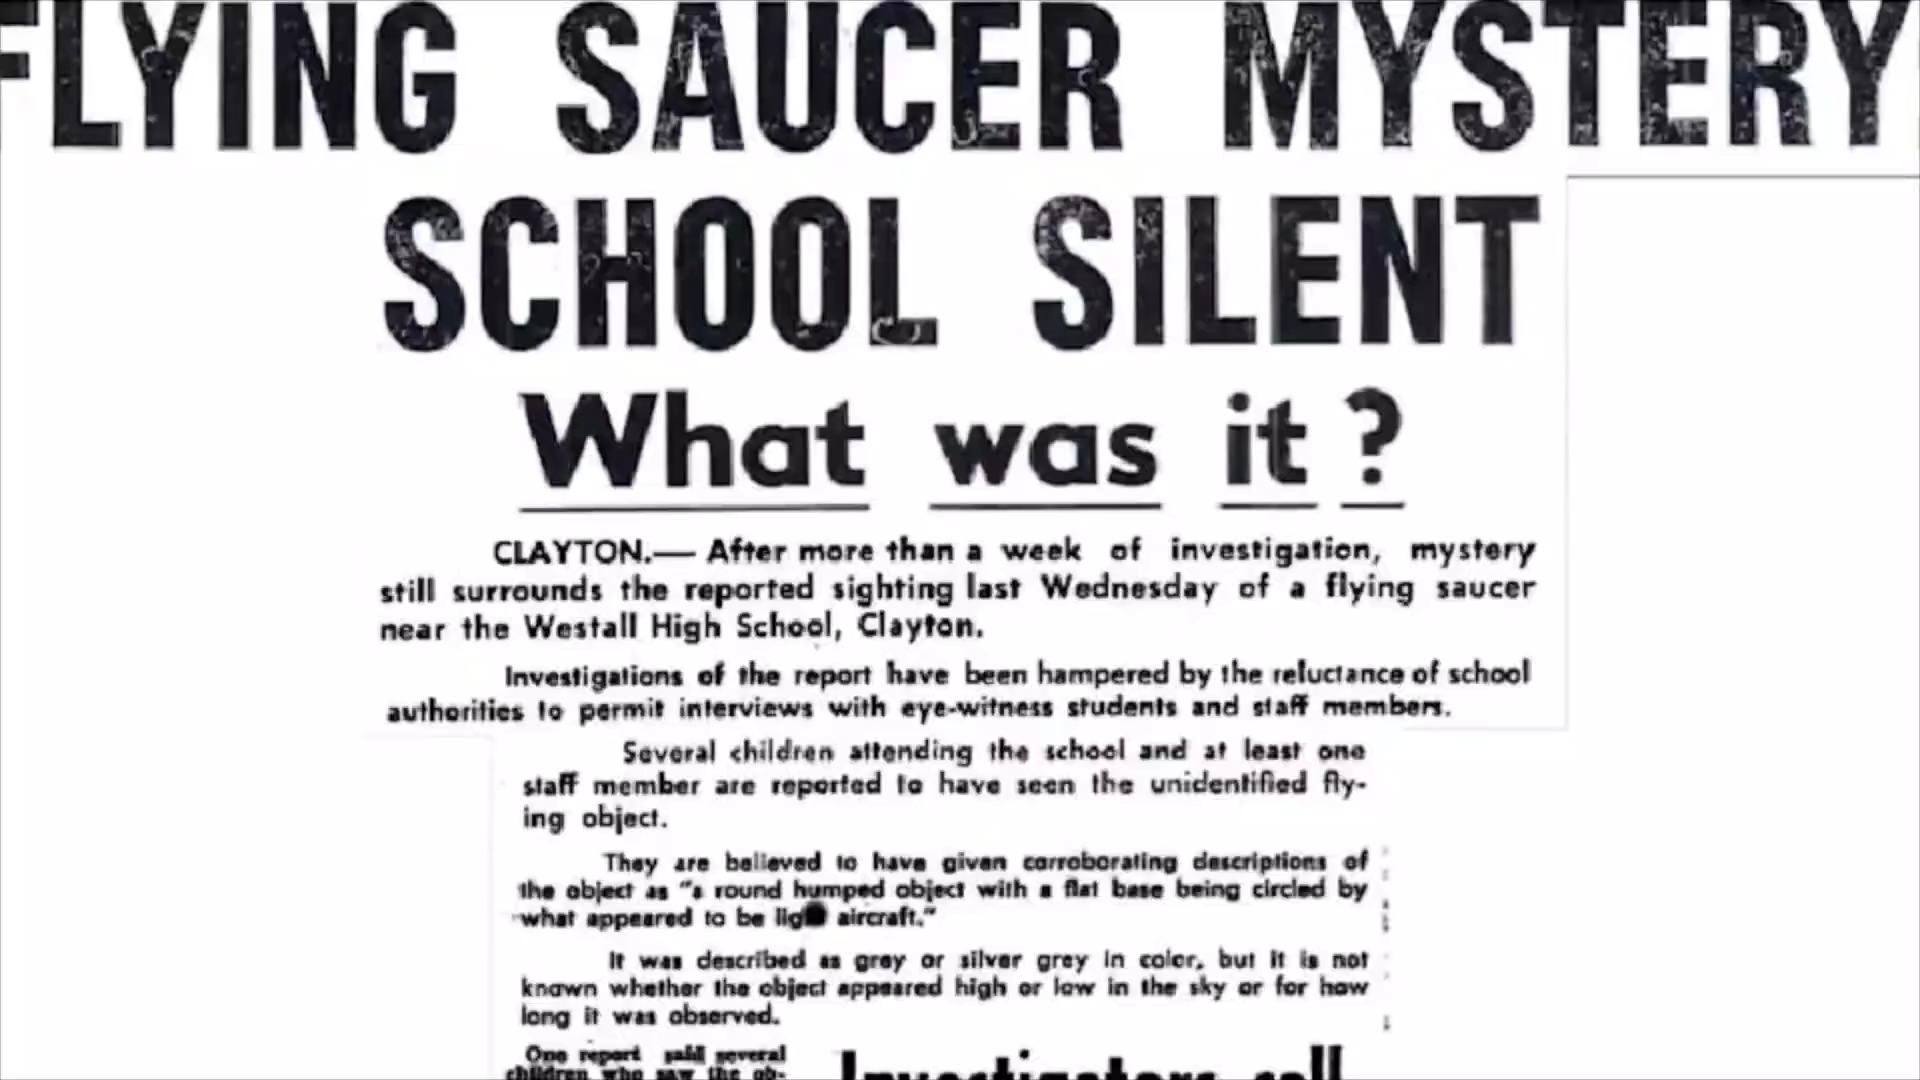 FLYING SAUCER MYSTERY
SCHOOL SILENT
What was it?
CLAYTON.— After more than a week of investigation, mystery
still surrounds the reported sighting last Wednesday of a flying saucer
near the Westall High School, Clayton.
Investigations of the report have been hampered by the reluctance of school
authorities to permit interviews with eye-witness students and staff members.
Several children attending the school and at least one
staff member are reported to have seen the unidentified fly-
ing object.
They are believed to have given corroborating descriptions of
the object as "a round humped object with a flat base being circled by
what appeared to be aircraft."
It was described as grey or silver grey in color, but it is not
known whether the object appeared high or low in the sky or for how
long it was observed.
One report said several
children who saw the ob-
Investigators call